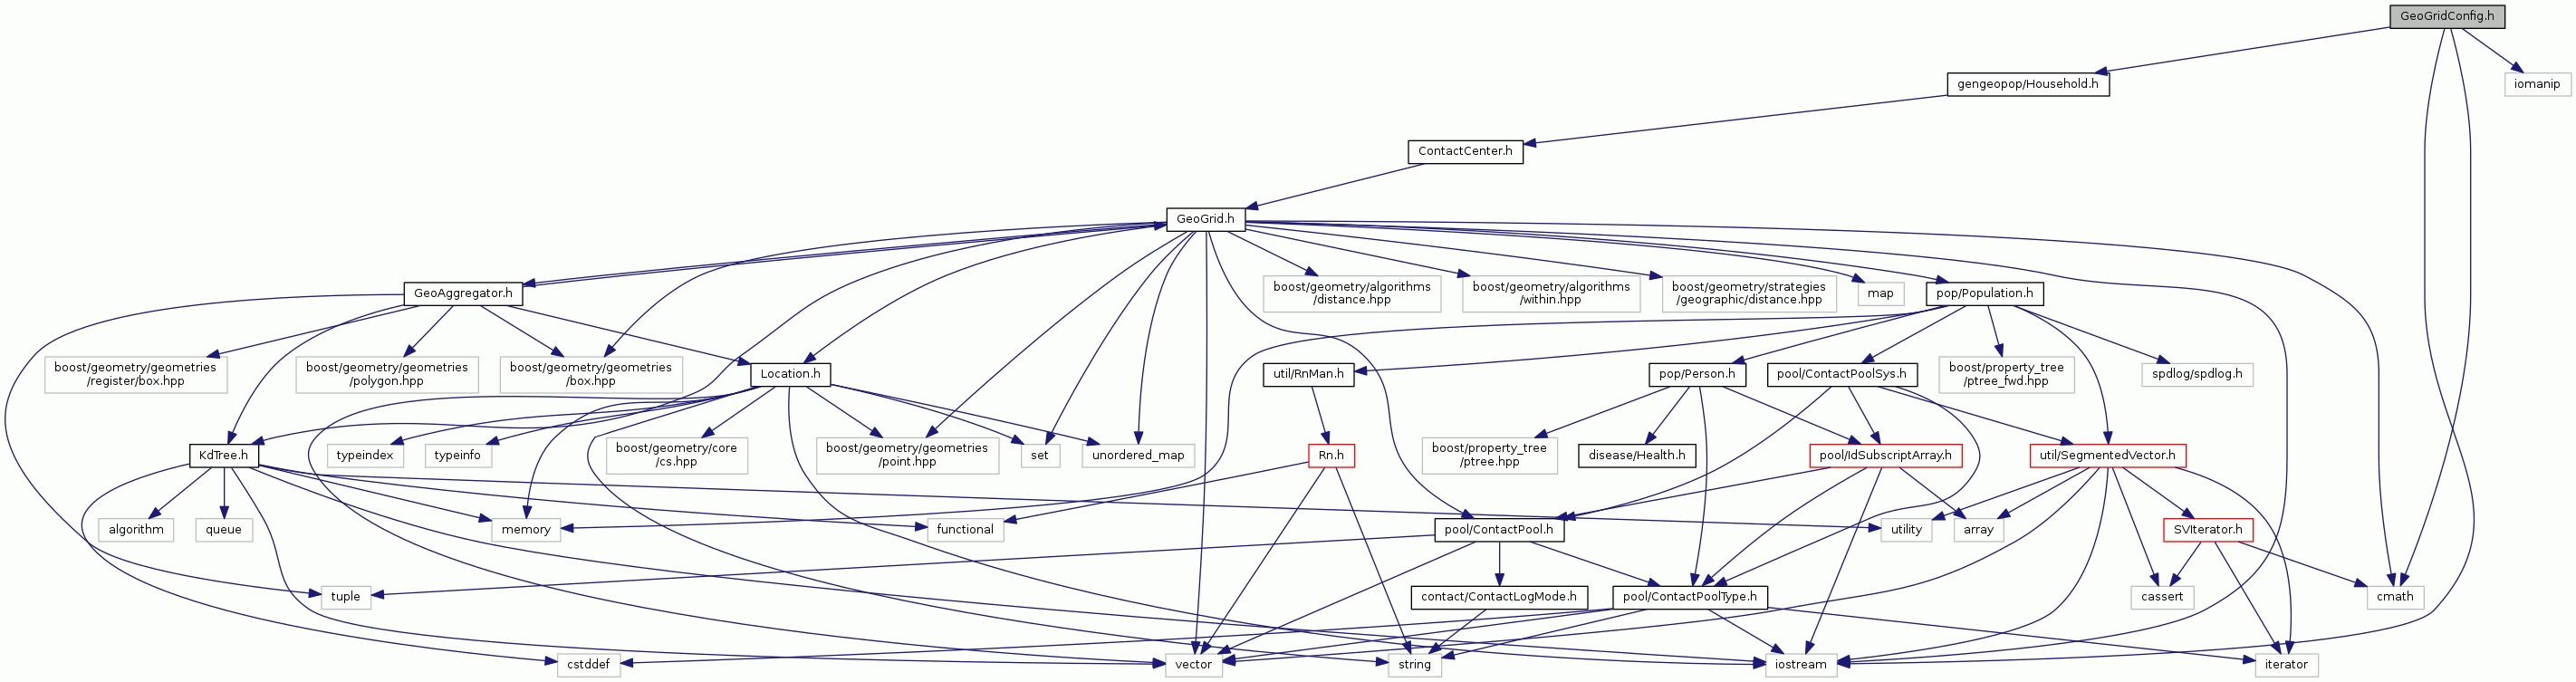 GeoGridConfig.h
gengeopop/Household.h
iomanip
ContactCenter.h
GeoGrid.h
GeoAggregator.h
boost/geometry/algorithms
/distance.hpp
boost/geometry/algorithms
/within.hpp
boost/geometry/strategies
/geographic/distance.hpp
map
pop/Population.h
boost/geometry/geometries
/register/box.hpp
boost/geometry/geometries
/polygon.hpp
boost/geometry/geometries
/box.hpp
Location.h
util/RnMan.h
pop/Person.h
pool/ContactPoolSys.h
boost/property_tree
/ptree_fwd.hpp
spdlog/spdlog.h
KdTree.h
typeindex
typeinfo
boost/geometry/core
/cs.hpp
boost/geometry/geometries
/point.hpp
set
unordered_map
Rn.h
boost/property_tree
/ptree.hpp
disease/Health.h
pool/IdSubscriptArray.h
util/SegmentedVector.h
algorithm
queue
memory
functional
pool/ContactPool.h
utility
array
SVIterator.h
tuple
contact/ContactLogMode.h
pool/ContactPoolType.h
cassert
cmath
cstddef
vector
string
iostream
iterator